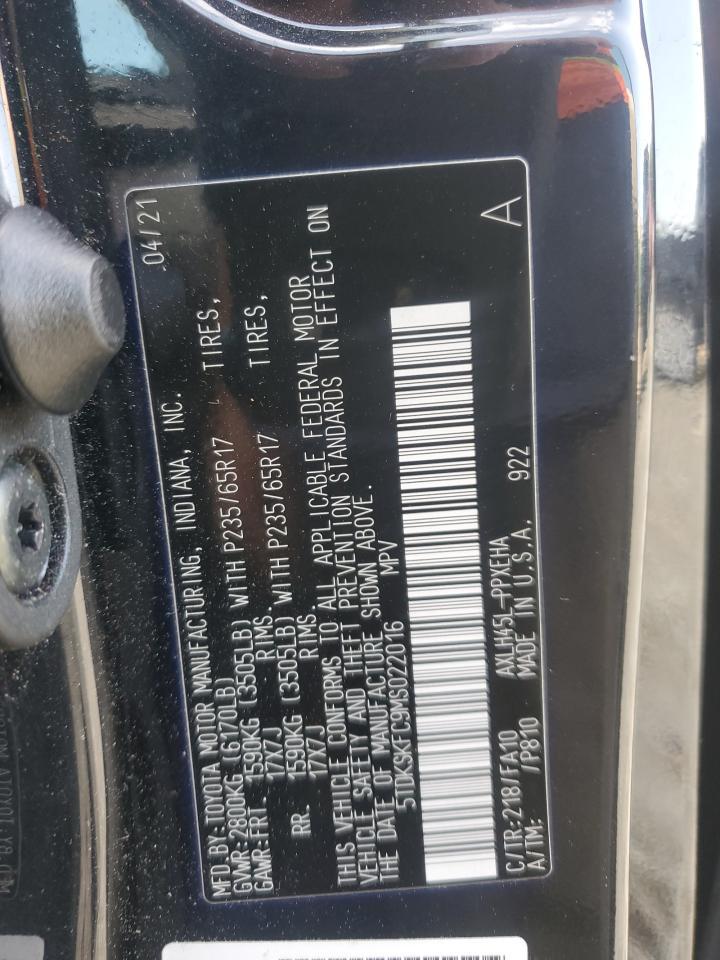 MFD.BY:TOYOTA MOTOR MANUFACTURING, INDIANA, INC. 04/21
GVWR:2800KG (6170LB)
GAWR:FRT. 1590KG (3505LB) WITH P235/65R17 TIRES,
17X7J RIMS.
RR. 1590KG (3505LB) WITH P235/65R17 TIRES,
17X7J RIMS
THIS VEHICLE CONFORMS TO ALL APPLICABLE FEDERAL MOTOR
VEHICLE SAFETY AND THEFT PREVENTION STANDARDS IN EFFECT ON
THE DATE OF MANUFACTURE SHOWN ABOVE.
5TDKSKFC9MS022016 MPV
C/TR:218/FA10 AXLH45L-PPXEHA
A/TM: /P810 MADE IN U.S.A. 922 A